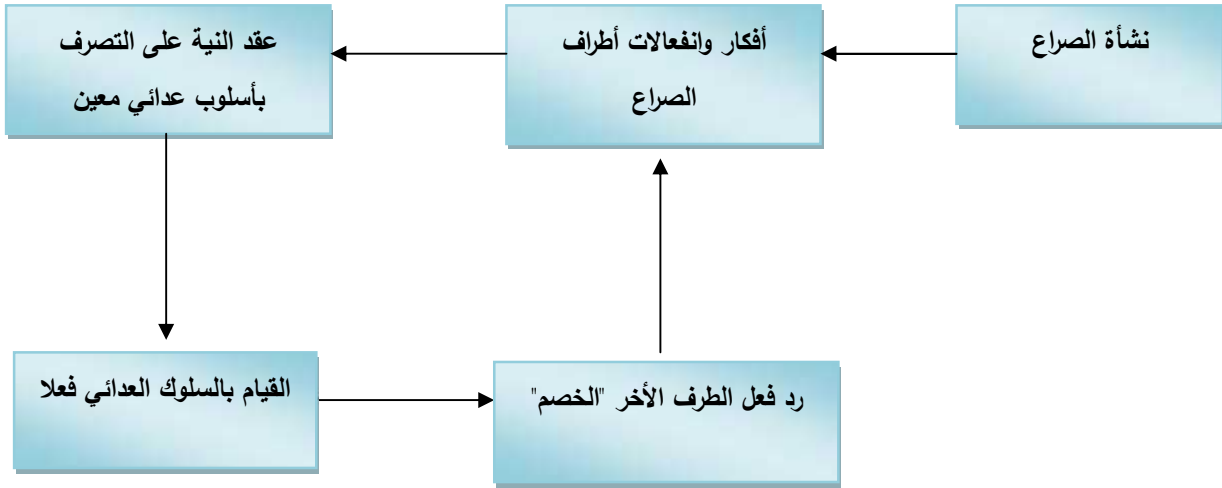 نشأة الصراع
أفكار وانفعالات أطراف
الصراع
عقد النية على التصرف
بأسلوب عدائي معين
القيام بالسلوك العدائي فعلا
رد فعل الطرف الأخر "الخصم"